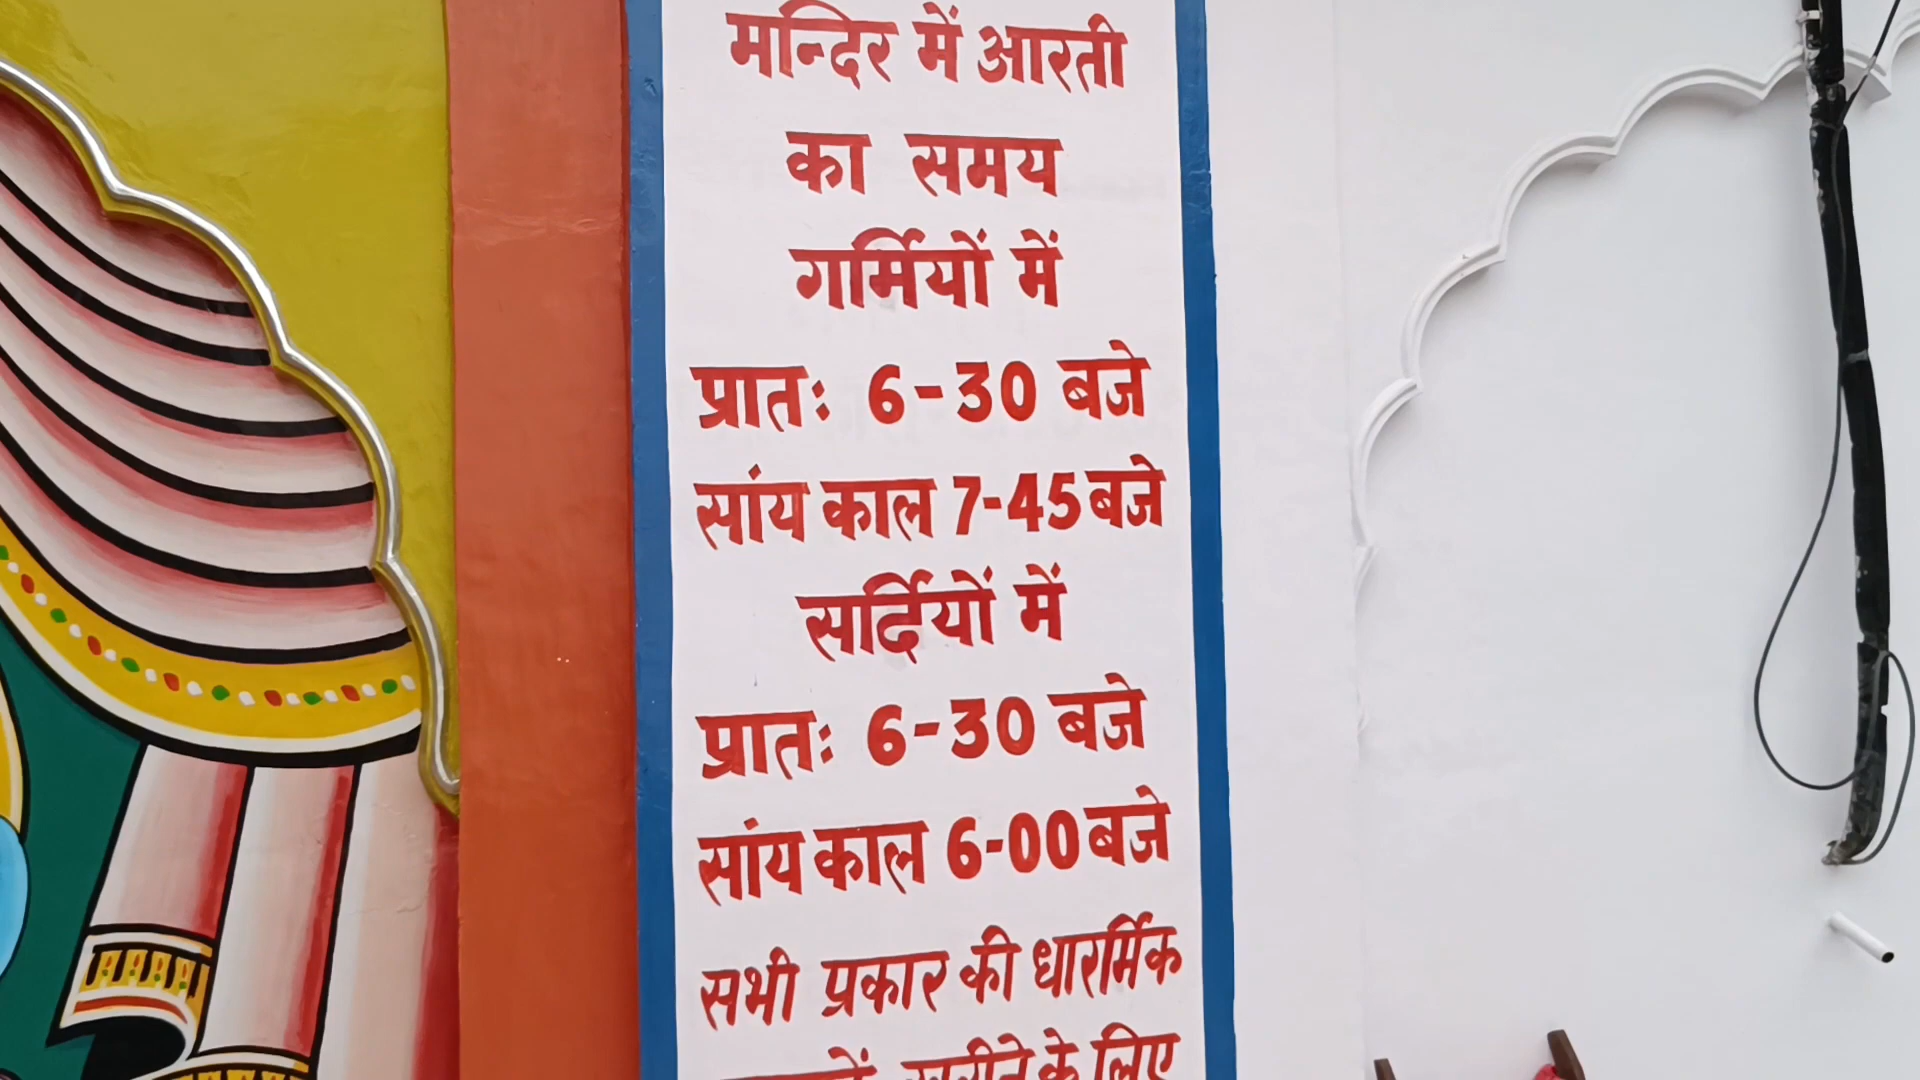 मन्दिर में आरती
का समय
गर्मियों में
प्रातः 6-30 बजे
सांय काल 7-45 बजे
सर्दियों में
प्रातः 6-30 बजे
सांय काल 6-00 बजे
सभी प्रकार की धारर्मिक
के लिए